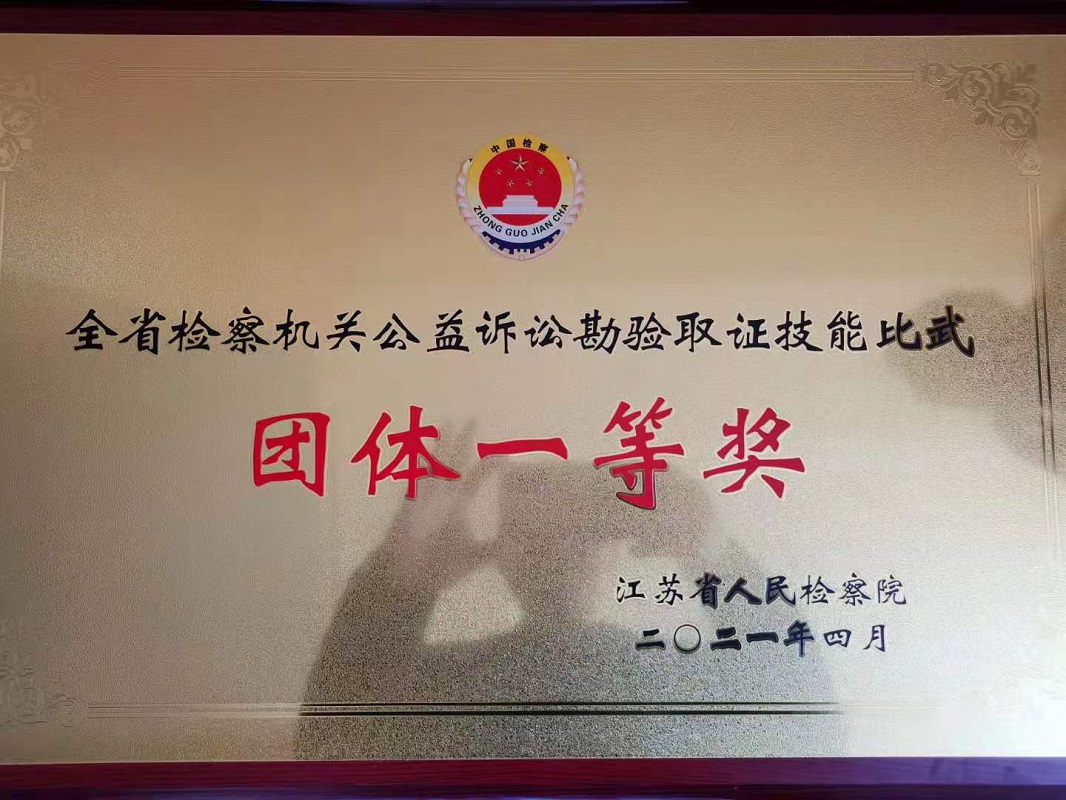 中国检察
ZHONG GUO JIAN CHA
全省检察机关公益诉讼勘验取证技能比武
团体一等奖
江苏省人民检察院
二〇二一年四月